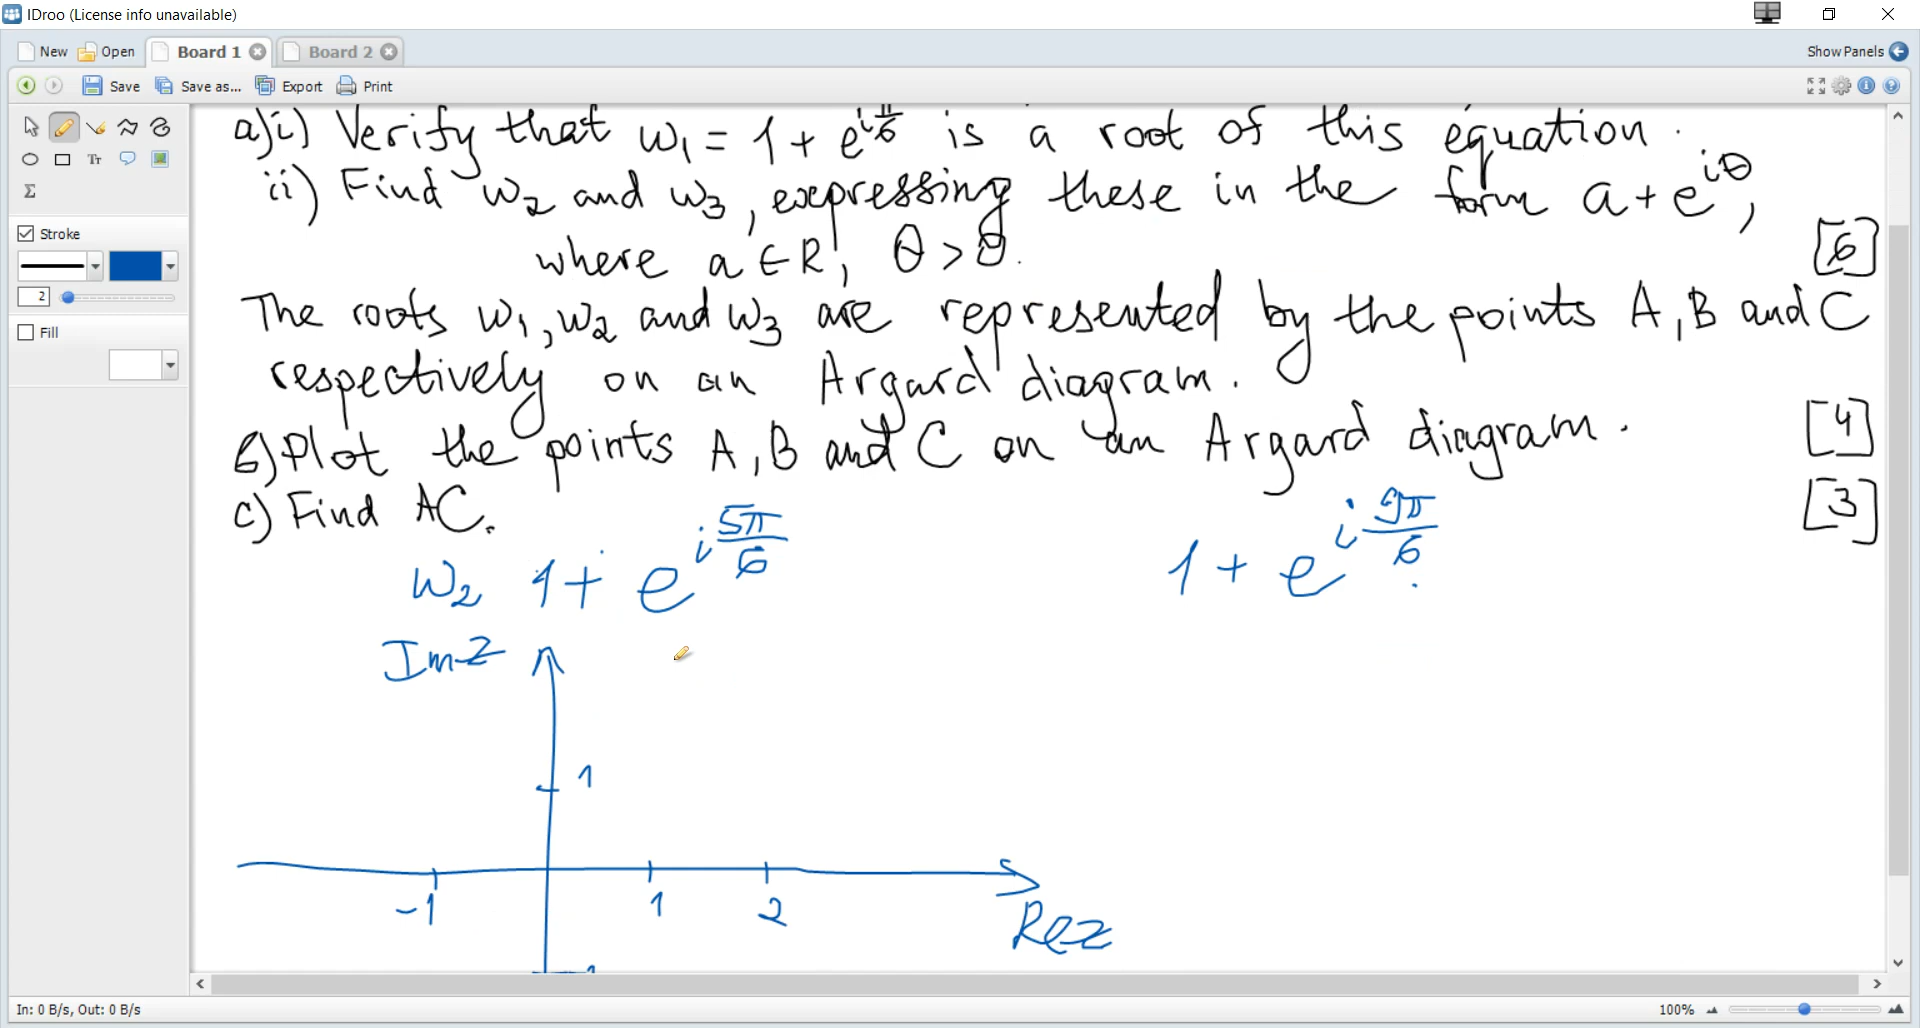 IDroo (License info unavailable)
New Open Board 1 Board 2 Show Panels
Save Save as... Export Print
a)i) Verify that w₁ = 1 + e^{iπ/6} is a root of this equation.
ii) Find w₂ and w₃, expressing these in the form a + e^{iθ},
where a ∈ R, θ > 0.
[6]
The roots w₁, w₂ and w₃ are represented by the points A, B and C
respectively on an Argard diagram.
b) Plot the points A, B and C on an Argard diagram. [4]
c) Find AC. [3]
w₂ 1 + e^{i5π/6} 1 + e^{i9π/6}
Im z
1
-1 1 2
Re z
Tr
Σ
Stroke
2
Fill
In: 0 B/s, Out: 0 B/s 100%